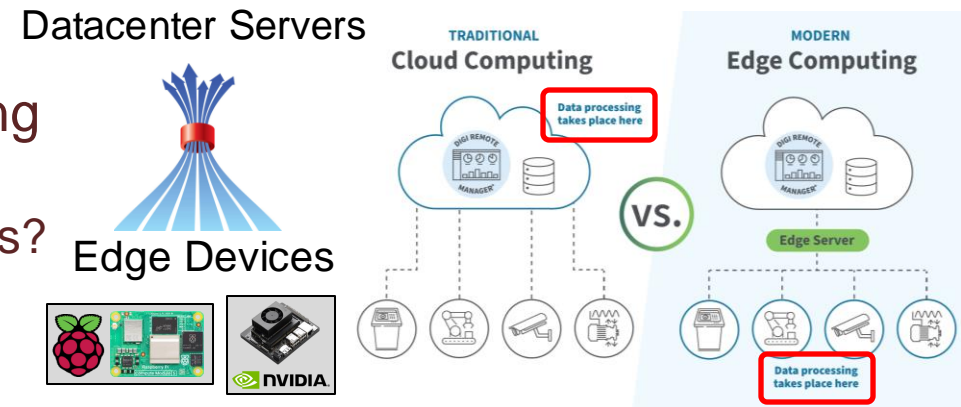 Datacenter Servers
ng
s?
Edge Devices
NVIDIA.
TRADITIONAL
Cloud Computing
Data processing
takes place here
DIGI REMOTE
MANAGER
VS.
MODERN
Edge Computing
DIGI REMOTE
MANAGER
Edge Server
Data processing
takes place here